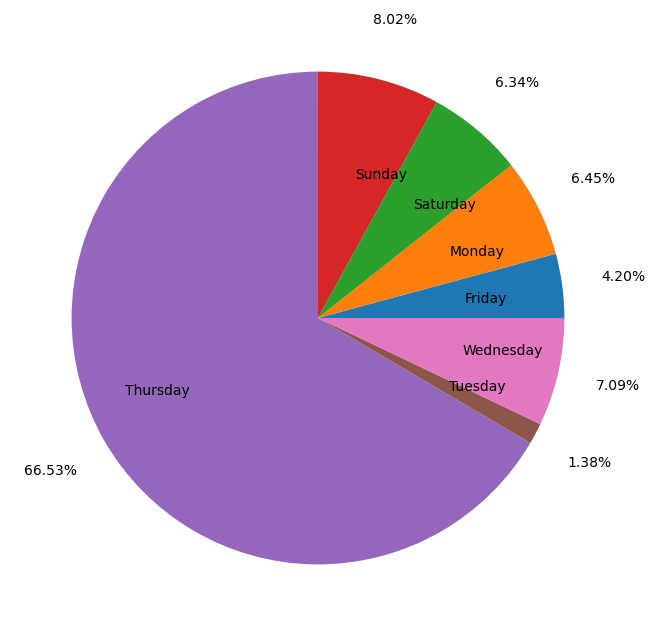 8.02%
6.34%
Sunday
6.45%
Saturday
Monday
4.20%
Friday
Wednesday
7.09%
Tuesday
Thursday
1.38%
66.53%